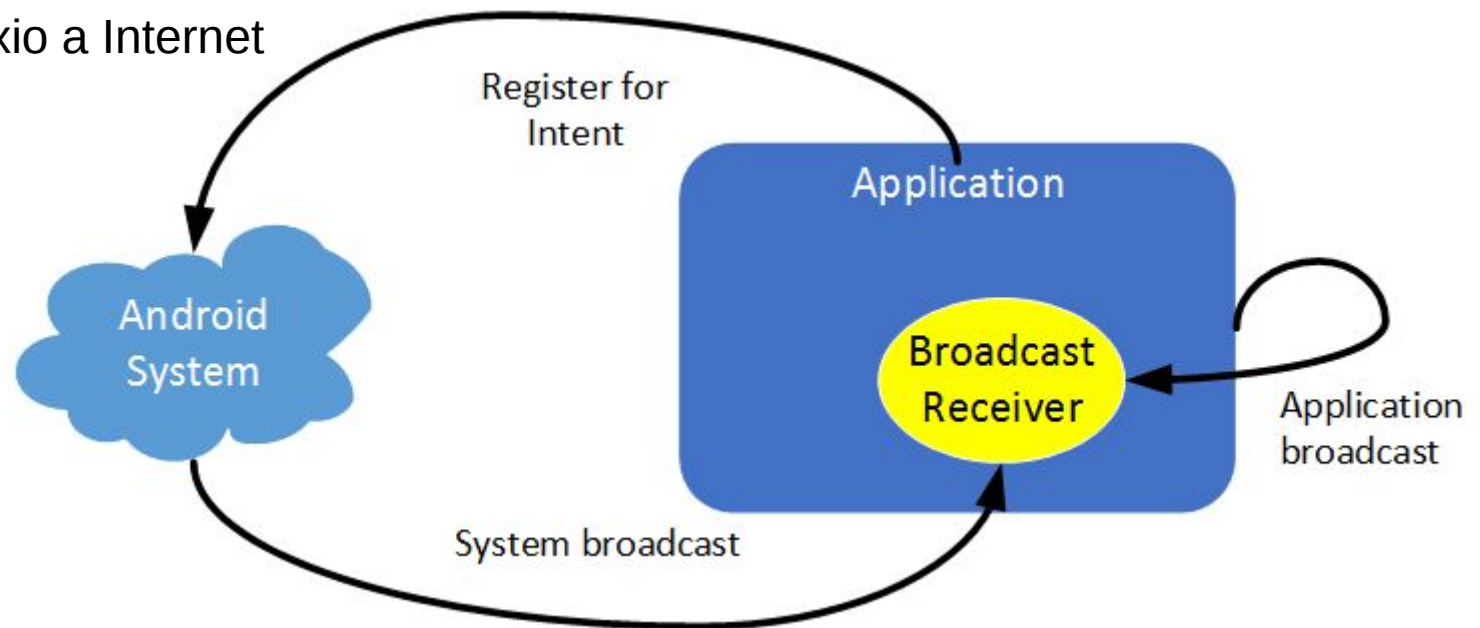 xio a Internet
Register for
Intent
Application
Android
System
Broadcast
Receiver
Application
broadcast
System broadcast